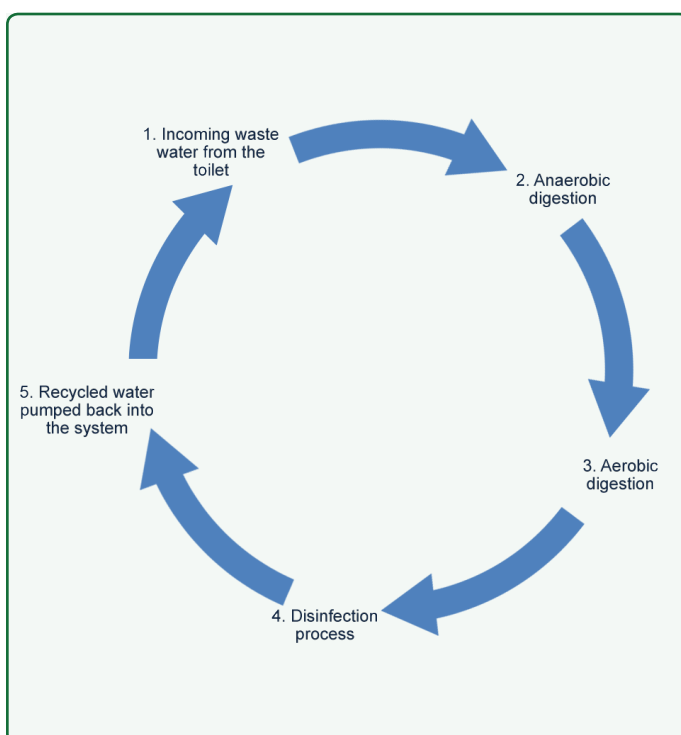 1. Incoming waste
water from the
toilet
2. Anaerobic
digestion
3. Aerobic
digestion
4. Disinfection
process
5. Recycled water
pumped back into
the system